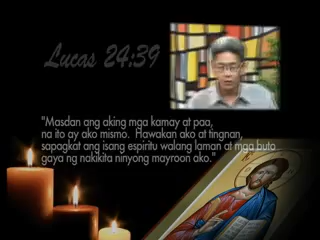 Lucas 24:39
"Masdan ang aking mga kamay at paa,
na ito ay ako mismo. Hawakan ako at tingnan,
sapagkat ang isang espiritu walang laman at mga buto
gaya ng nakikita ninyong mayroon ako."